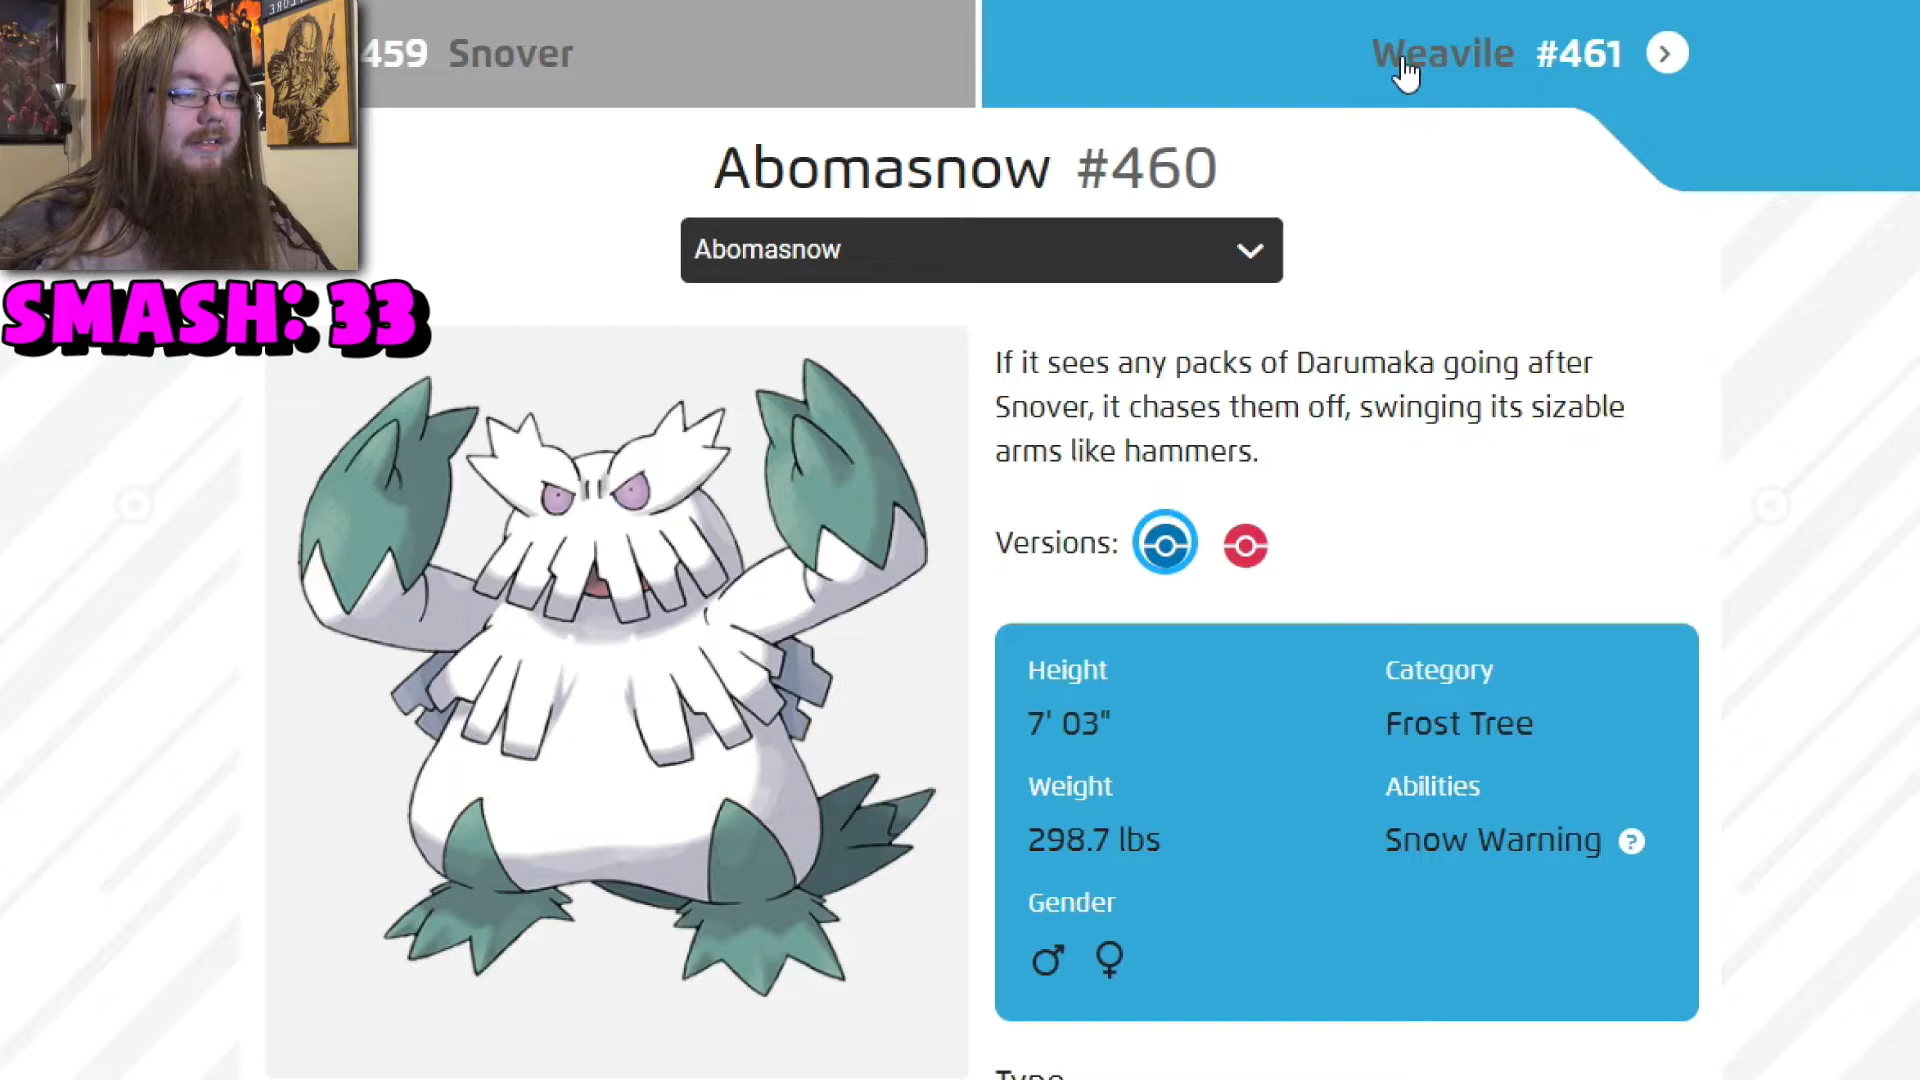 459 Snover
Weavile #461
Abomasnow #460
Abomasnow
SMASH: 33
If it sees any packs of Darumaka going after
Snover, it chases them off, swinging its sizable
arms like hammers.
Versions:
Height
7' 03"
Category
Frost Tree
Weight
298.7 lbs
Abilities
Snow Warning ?
Gender
♂ ♀
Type